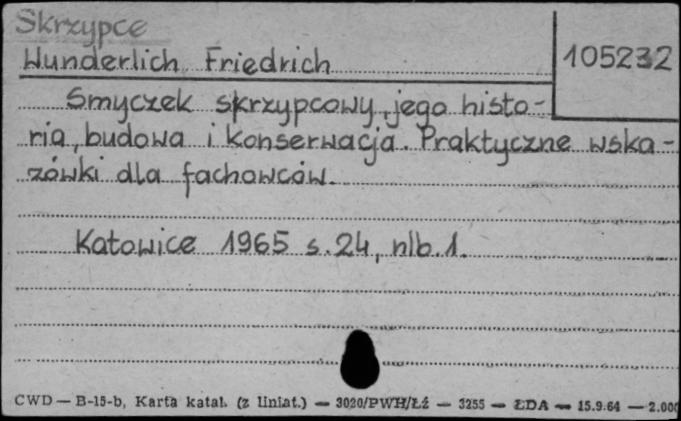 Skrzypce
Wunderlich Friedrich
105232
Smyczek skrzypcowy, jego histo-
ria, budowa i konserwacja. Praktyczne wska-
zówki dla fachowców.
Katowice 1965 s. 24, nlb. 1.
CWD — B-15-b, Karta katal. (z liniat.) — 3020/PWH/Łź — 3255 — ŁDA — 15.9.64 — 2.000